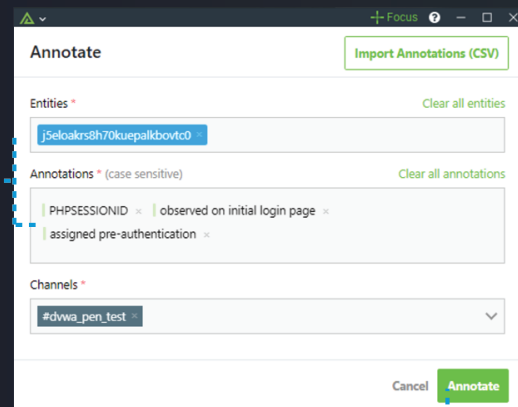 Focus
Annotate
Import Annotations (CSV)
Entities *
Clear all entities
j5eloakrs8h70kuepalkbovtc0 ×
Annotations * (case sensitive)
Clear all annotations
PHPSESSIONID × observed on initial login page ×
assigned pre-authentication ×
Channels *
#dvwa_pen_test ×
Cancel
Annotate